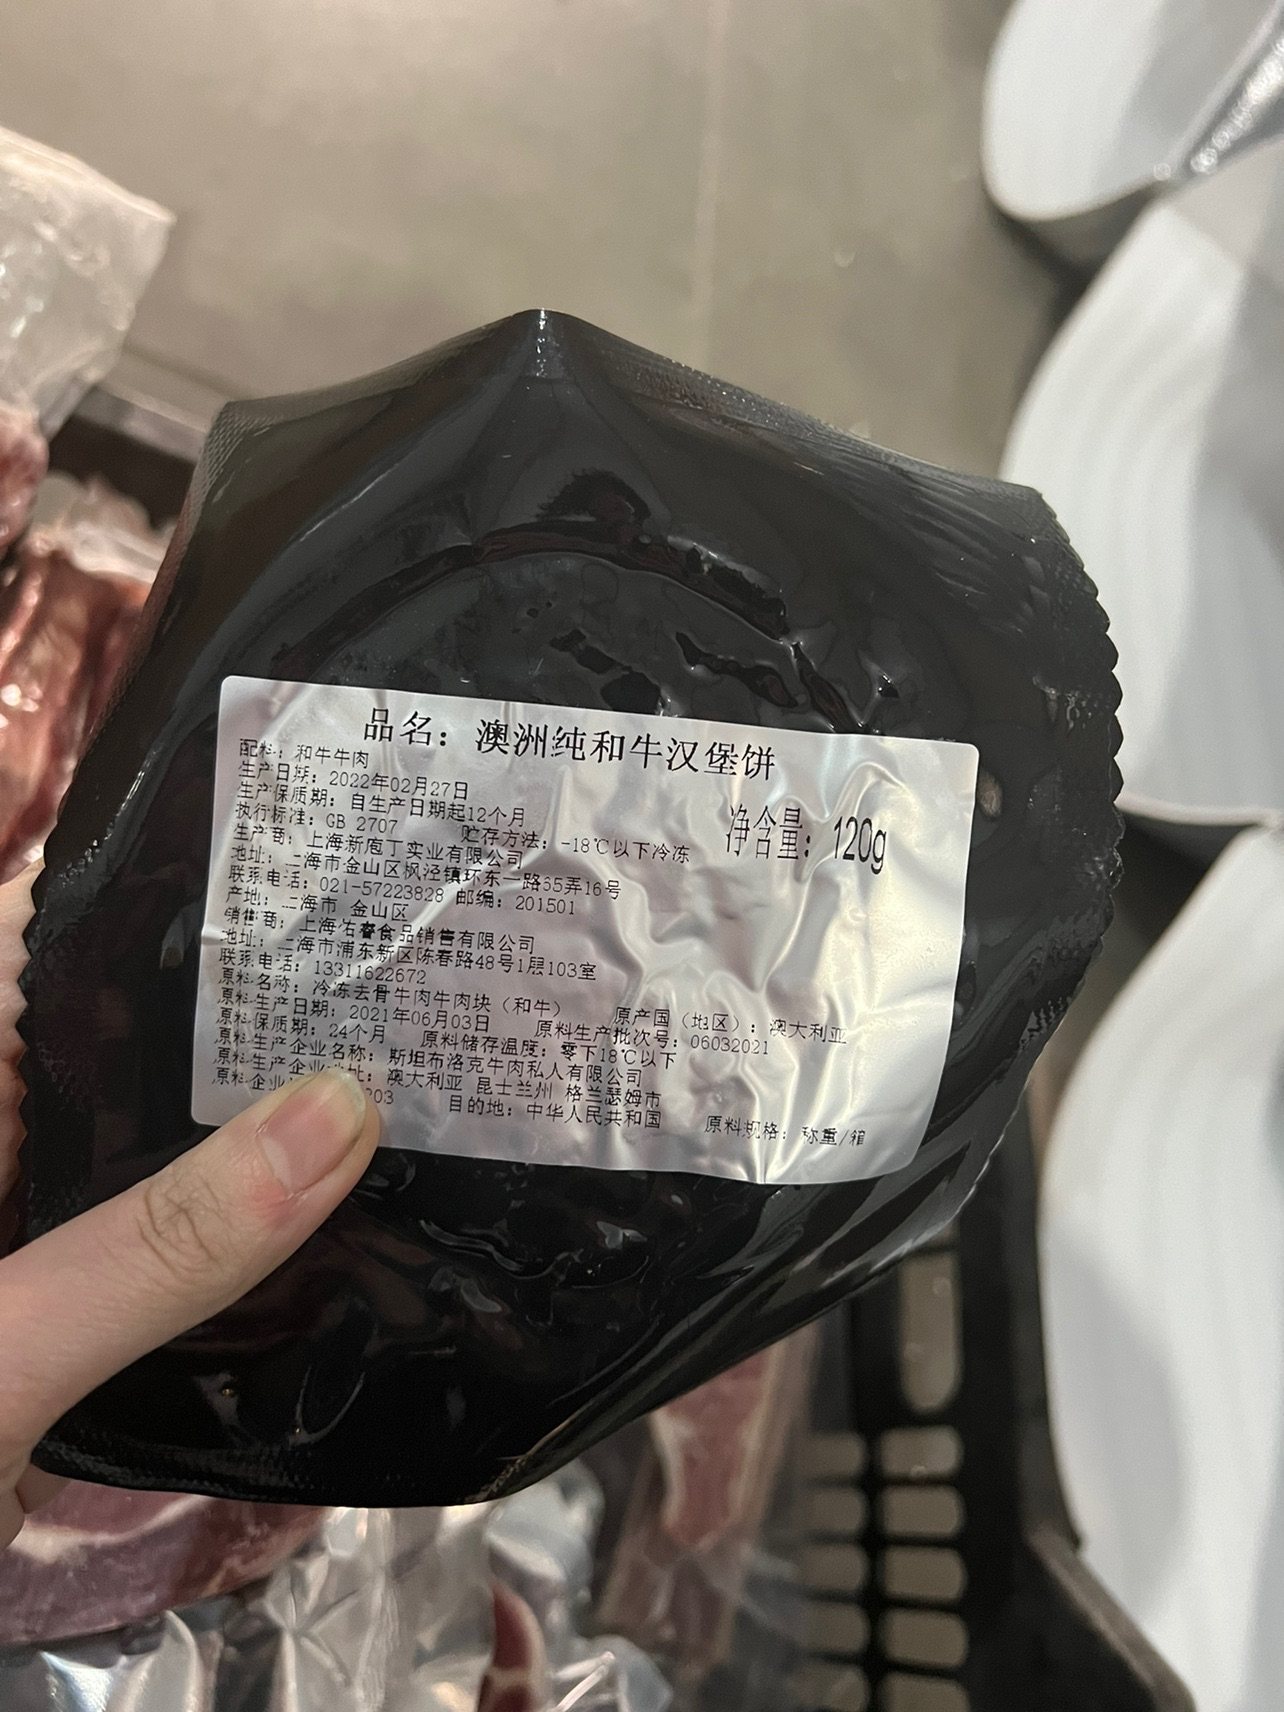 品名：澳洲纯和牛汉堡饼
配料：和牛牛肉
生产日期：2022年02月27日
生产保质期：自生产日期起12个月
执行标准：GB 2707 贮存方法：-18℃以下冷冻
净含量：120g
生产商：上海新庖丁实业有限公司
地址：上海市金山区枫泾镇环东一路65弄16号
联系电话：021-57223828 邮编：201501
产地：上海市 金山区
销售商：上海佑睿食品销售有限公司
地址：上海市浦东新区陈春路48号1层103室
联系电话：13311622672
原料名称：冷冻去骨牛肉牛肉块（和牛） 原产国（地区）：澳大利亚
原料生产日期：2021年06月03日 原料生产批次号：06032021
原料保质期：24个月 原料储存温度：零下18℃以下
原料生产企业名称：斯坦布洛克牛肉私人有限公司
原料生产企业地址：澳大利亚 昆士兰州 格兰瑟姆市
原料企业 203 目的地：中华人民共和国 原料规格：称重/箱